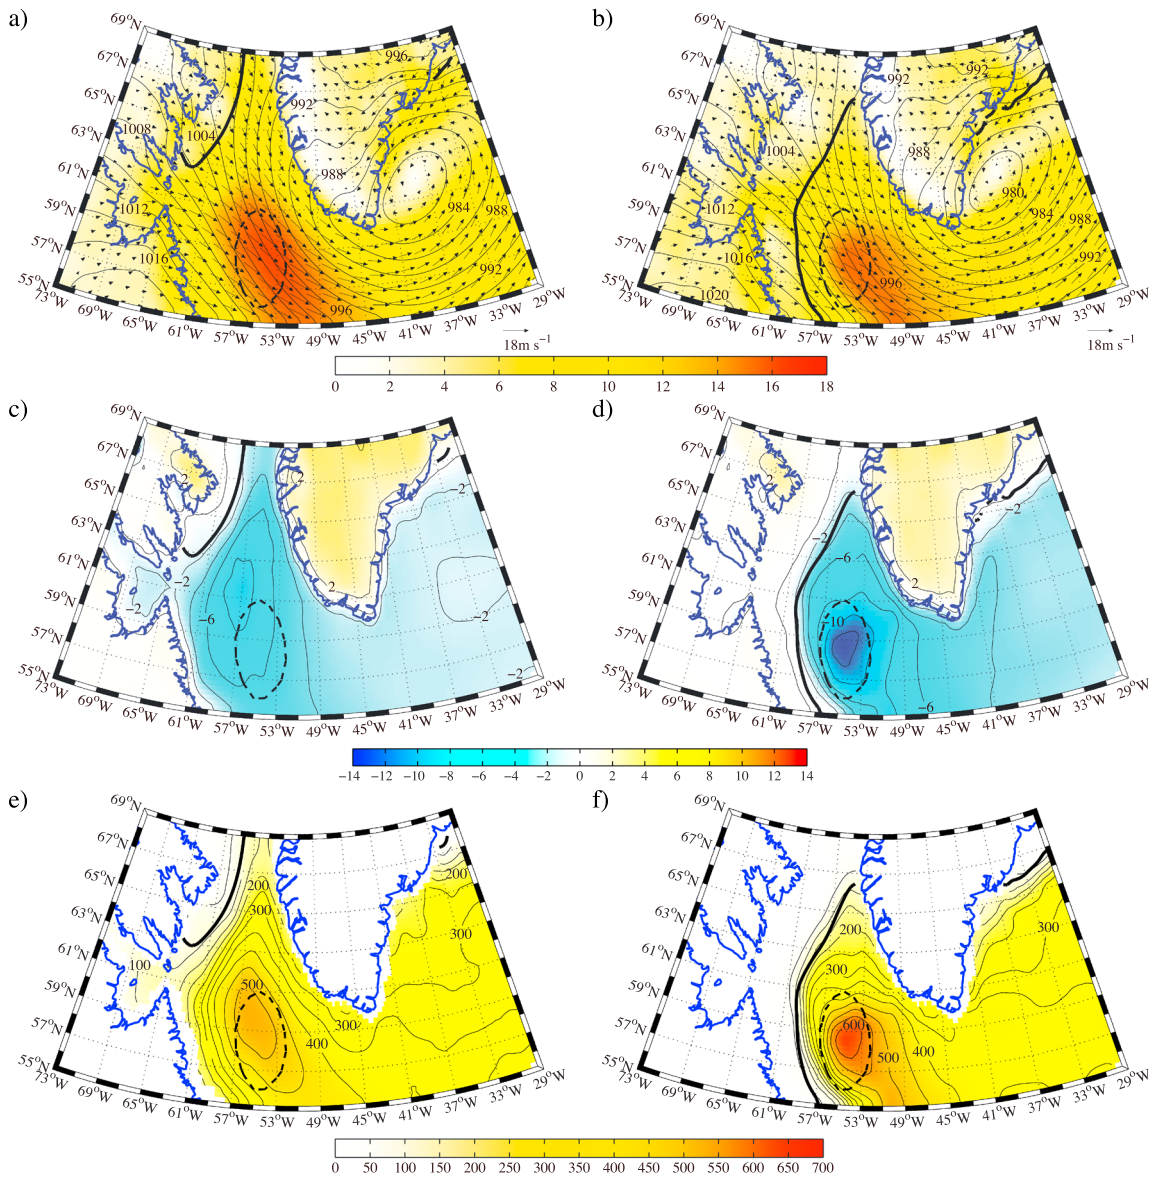 a)
b)
69°N
67°N
65°N
63°N
61°N
59°N
57°N
55°N
73°W
69°W
65°W
61°W
57°W
53°W
49°W
45°W
41°W
37°W
33°W
29°W
996
992
1008
1004
988
1012
984
988
1016
992
996
18m s⁻¹
69°N
67°N
65°N
63°N
61°N
59°N
57°N
55°N
73°W
69°W
65°W
61°W
57°W
53°W
49°W
45°W
41°W
37°W
33°W
29°W
992
992
1004
988
980
1012
984
988
1016
992
996
1020
18m s⁻¹
0 2 4 6 8 10 12 14 16 18
c)
d)
69°N
67°N
65°N
63°N
61°N
59°N
57°N
55°N
73°W
69°W
65°W
61°W
57°W
53°W
49°W
45°W
41°W
37°W
33°W
29°W
2
2
−2
−2
2
−2
−6
−2
−2
69°N
67°N
65°N
63°N
61°N
59°N
57°N
55°N
73°W
69°W
65°W
61°W
57°W
53°W
49°W
45°W
41°W
37°W
33°W
29°W
2
−2
−2
−6
2
−10
−6
−14 −12 −10 −8 −6 −4 −2 0 2 4 6 8 10 12 14
e)
f)
69°N
67°N
65°N
63°N
61°N
59°N
57°N
55°N
73°W
69°W
65°W
61°W
57°W
53°W
49°W
45°W
41°W
37°W
33°W
29°W
200
200
300
300
100
500
300
400
69°N
67°N
65°N
63°N
61°N
59°N
57°N
55°N
73°W
69°W
65°W
61°W
57°W
53°W
49°W
45°W
41°W
37°W
33°W
29°W
200
300
300
600
500
400
0 50 100 150 200 250 300 350 400 450 500 550 600 650 700